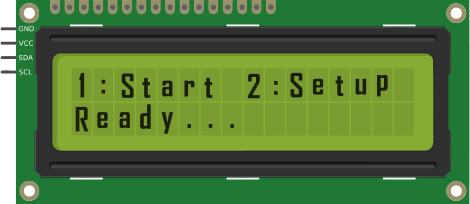 GND
VCC
SDA
SCL
1:Start 2:Setup
Ready...